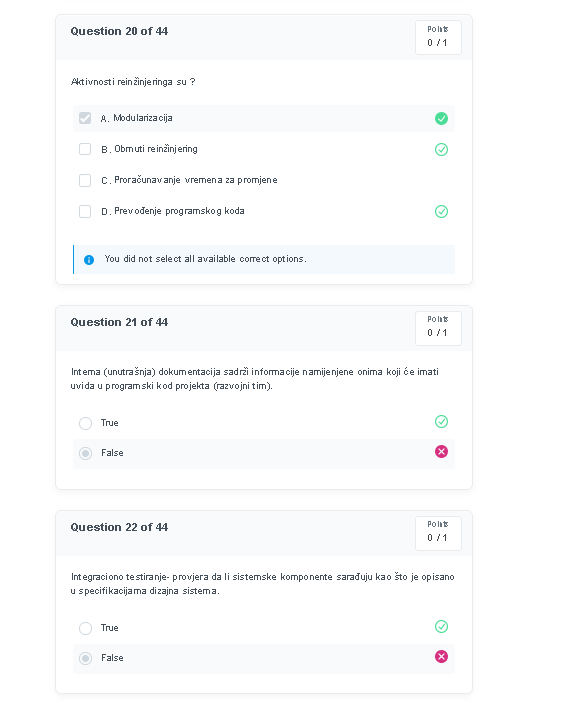 Question 20 of 44
Points
0 / 1
Aktivnosti reinžinjeringa su ?
A. Modularizacija
B. Obrnuti reinžinjering
C. Proračunavanje vremena za promjene
D. Prevođenje programskog koda
You did not select all available correct options.
Question 21 of 44
Points
0 / 1
Interna (unutrašnja) dokumentacija sadrži informacije namijenjene onima koji će imati
uvida u programski kod projekta (razvojni tim).
True
False
Question 22 of 44
Points
0 / 1
Integraciono testiranje- provjera da li sistemske komponente sarađuju kao što je opisano
u specifikacijama dizajna sistema.
True
False